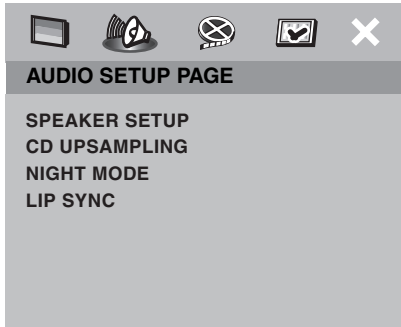 AUDIO SETUP PAGE
SPEAKER SETUP
CD UPSAMPLING
NIGHT MODE
LIP SYNC